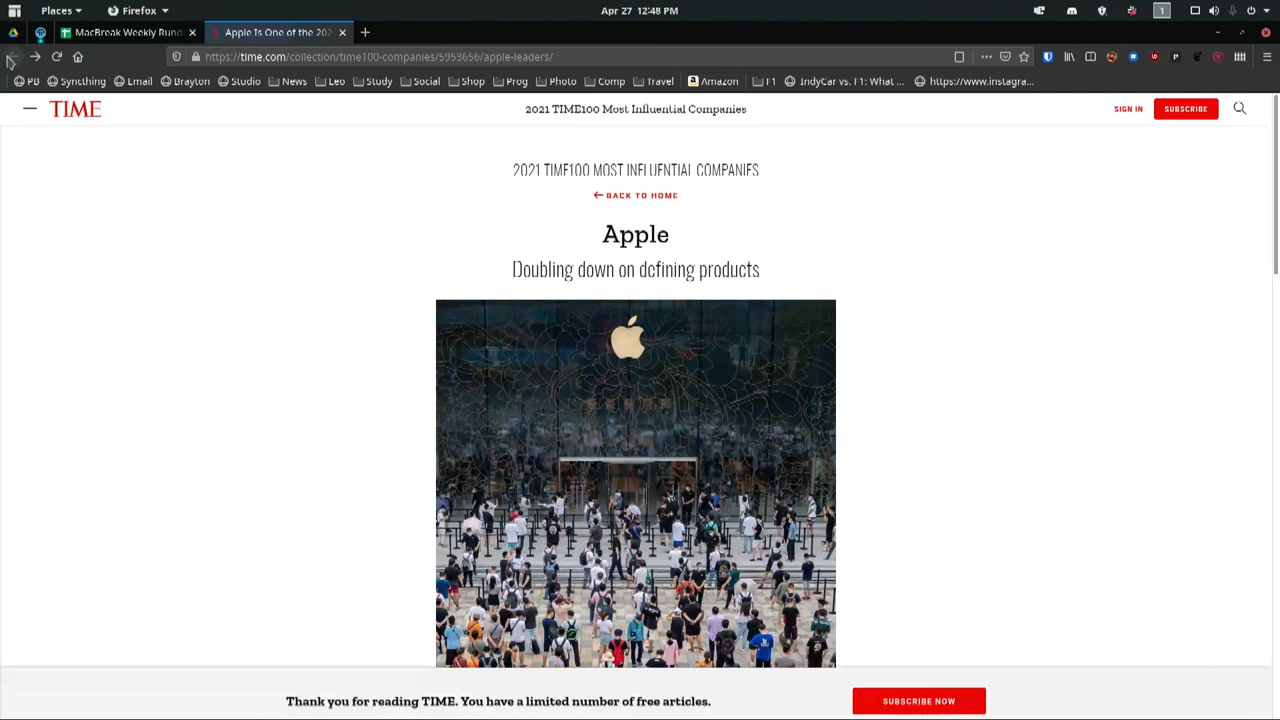 Places Firefox Apr 27 12:48 PM 1
MacBreak Weekly Rund Apple Is One of the 202
https://time.com/collection/time100-companies/5953656/apple-leaders/
PB Syncthing Email Brayton Studio News Leo Study Social Shop Prog Photo Comp Travel Amazon F1 IndyCar vs. F1: What ... https://www.instagra...
TIME 2021 TIME100 Most Influential Companies SIGN IN SUBSCRIBE
2021 TIME100 MOST INFLUENTIAL COMPANIES
BACK TO HOME
Apple
Doubling down on defining products
Thank you for reading TIME. You have a limited number of free articles. SUBSCRIBE NOW